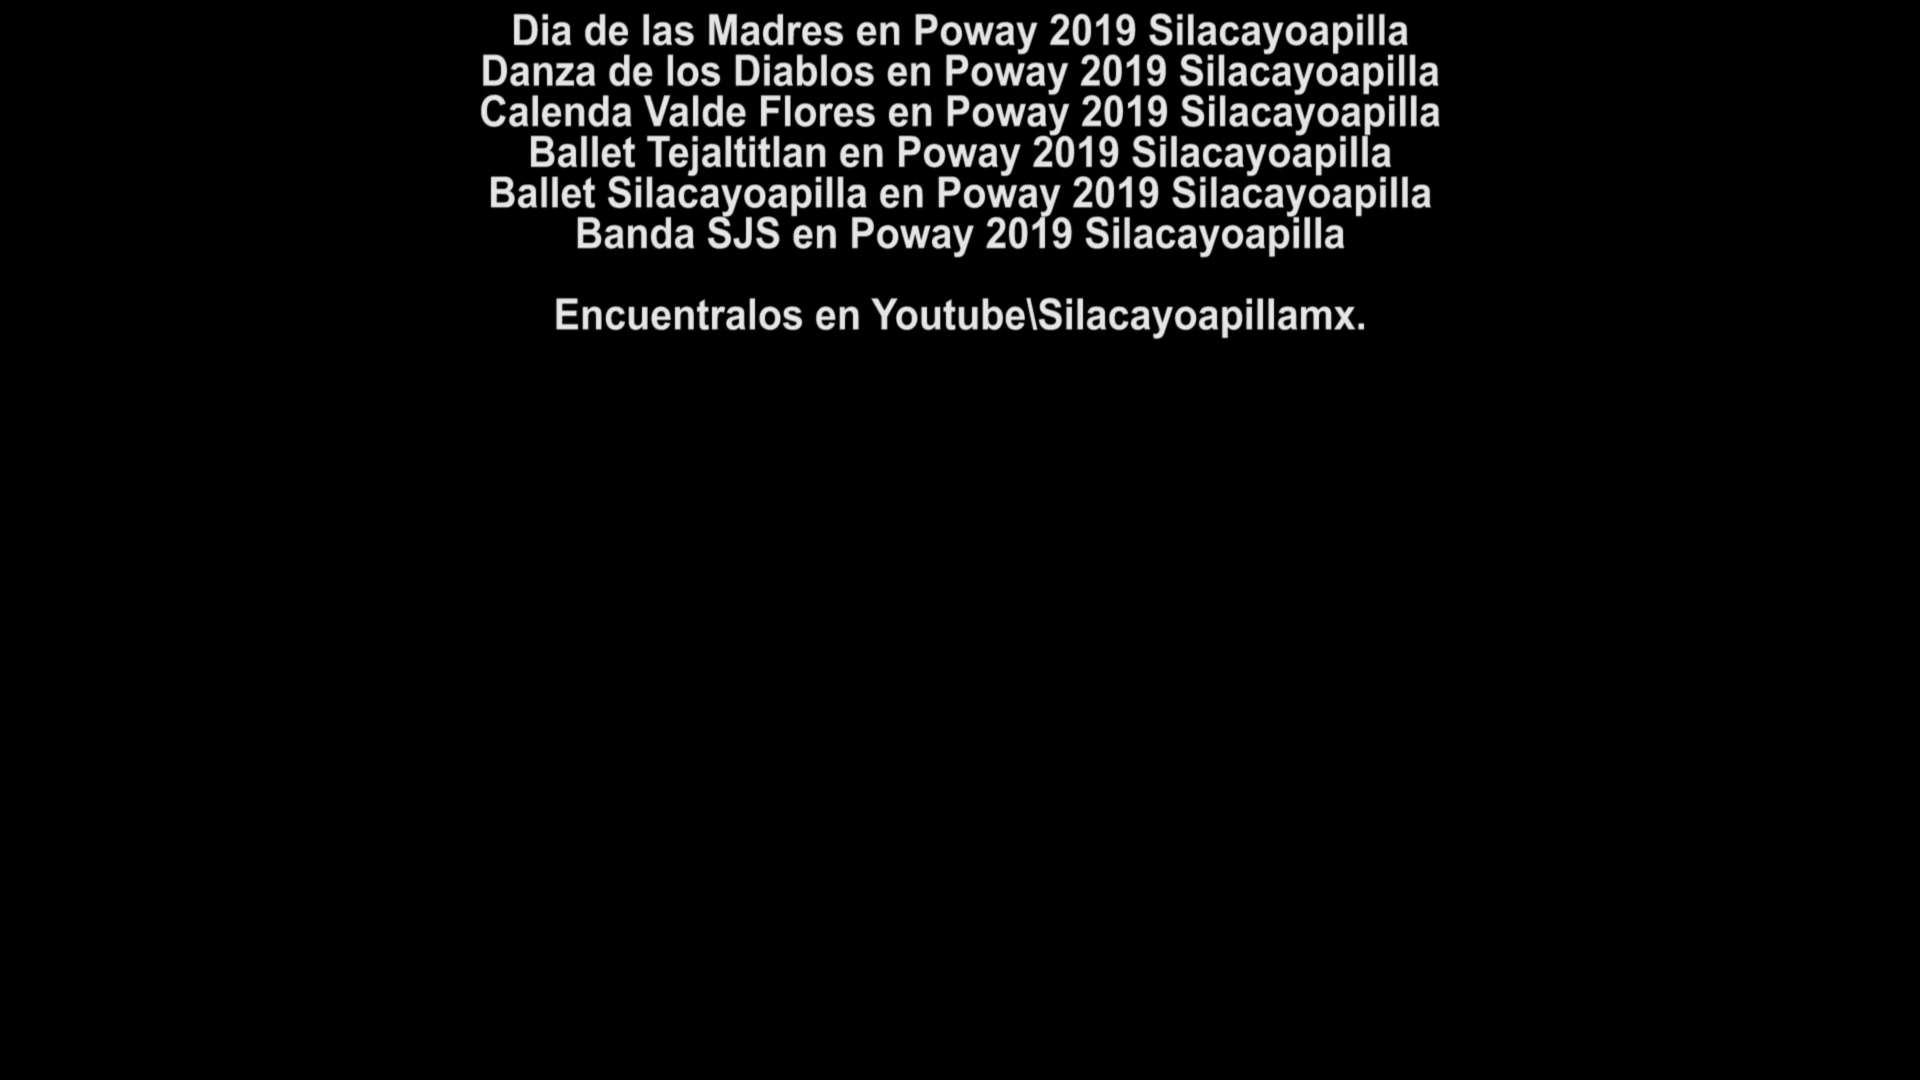 Dia de las Madres en Poway 2019 Silacayoapilla
Danza de los Diablos en Poway 2019 Silacayoapilla
Calenda Valde Flores en Poway 2019 Silacayoapilla
Ballet Tejaltitlan en Poway 2019 Silacayoapilla
Ballet Silacayoapilla en Poway 2019 Silacayoapilla
Banda SJS en Poway 2019 Silacayoapilla
Encuentralos en Youtube\Silacayoapillamx.